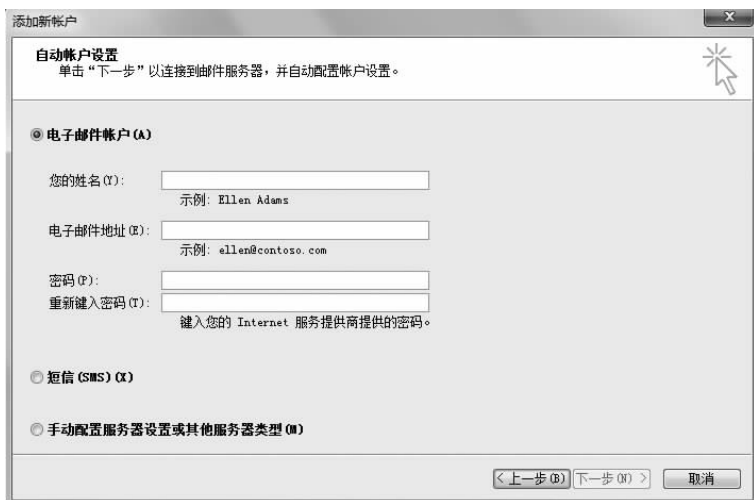 添加新帐户
自动帐户设置
单击“下一步”以连接到邮件服务器，并自动配置帐户设置。
电子邮件帐户(A)
您的姓名(Y):
示例: Ellen Adams
电子邮件地址(E):
示例: ellen@contoso.com
密码(P):
重新键入密码(T):
键入您的 Internet 服务提供商提供的密码。
短信(SMS)(X)
手动配置服务器设置或其他服务器类型(M)
< 上一步(B) 下一步(N) > 取消